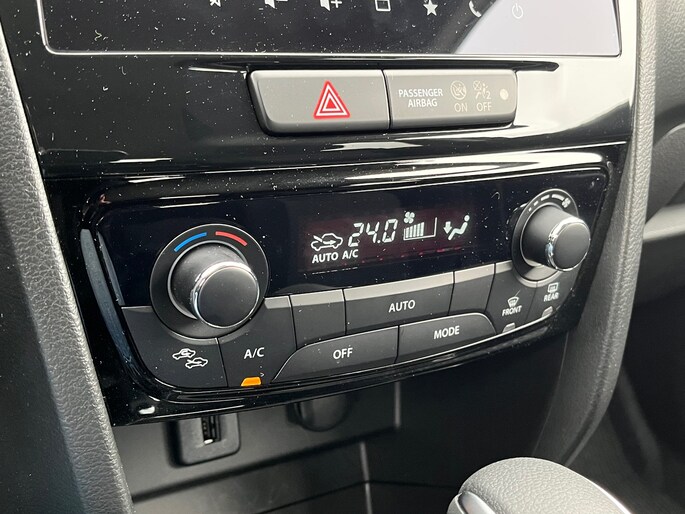 PASSENGER
AIRBAG
ON
OFF
24.0
AUTO A/C
AUTO
FRONT
REAR
A/C
OFF
MODE